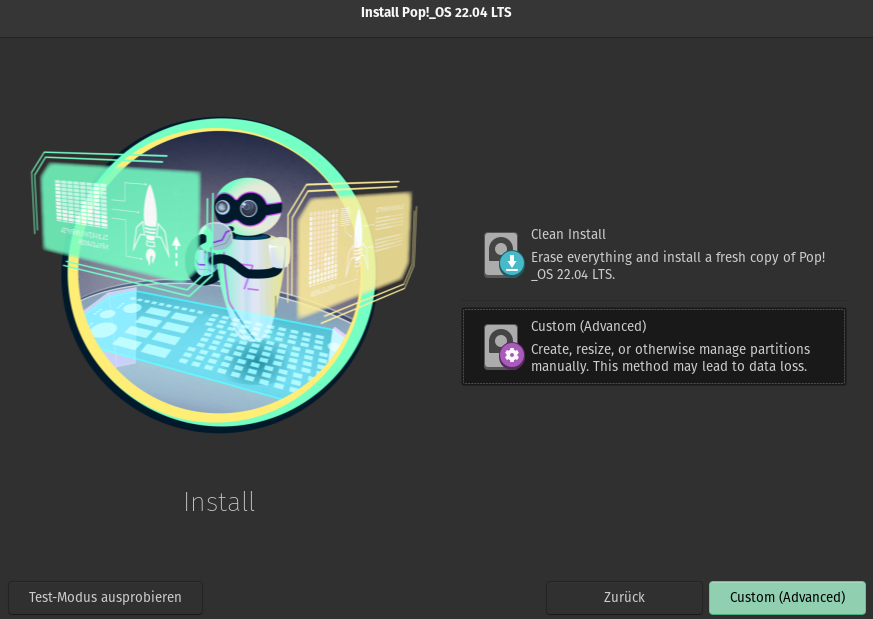 Install Pop!_OS 22.04 LTS
Clean Install
Erase everything and install a fresh copy of Pop!
_OS 22.04 LTS.
Custom (Advanced)
Create, resize, or otherwise manage partitions
manually. This method may lead to data loss.
Install
Test-Modus ausprobieren
Zurück
Custom (Advanced)